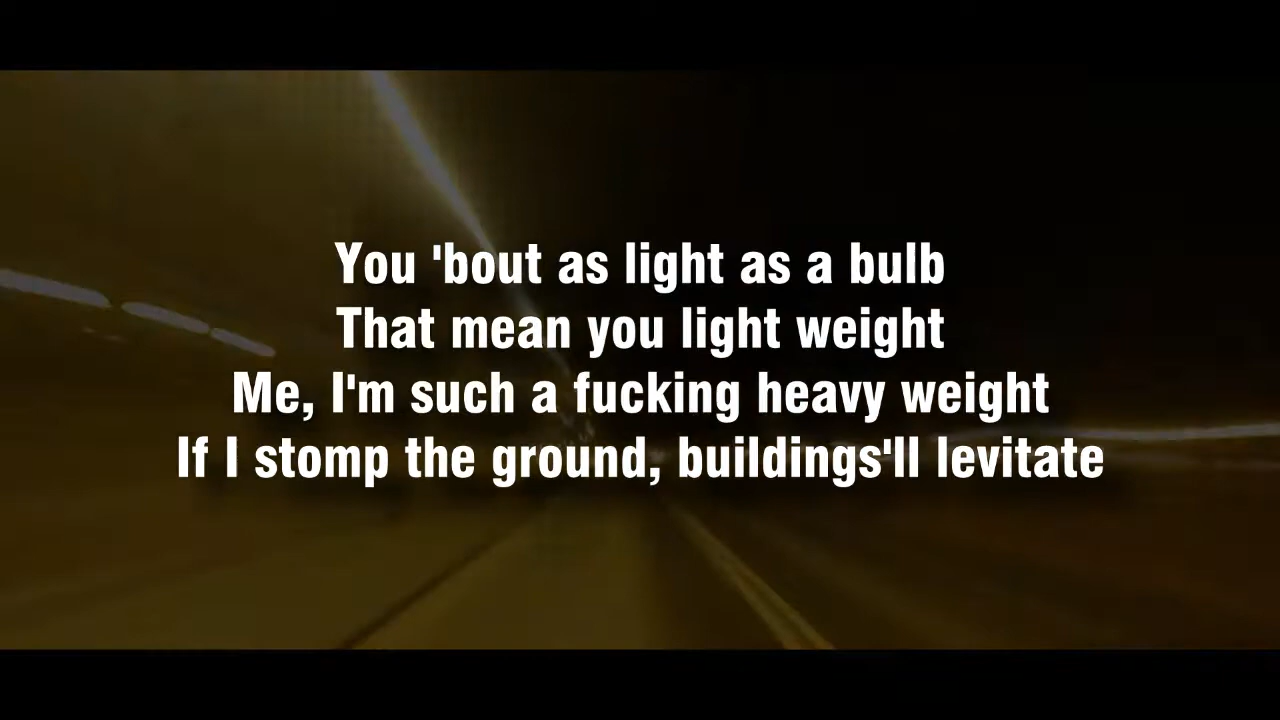 You 'bout as light as a bulb
That mean you light weight
Me, I'm such a fucking heavy weight
If I stomp the ground, buildings'll levitate